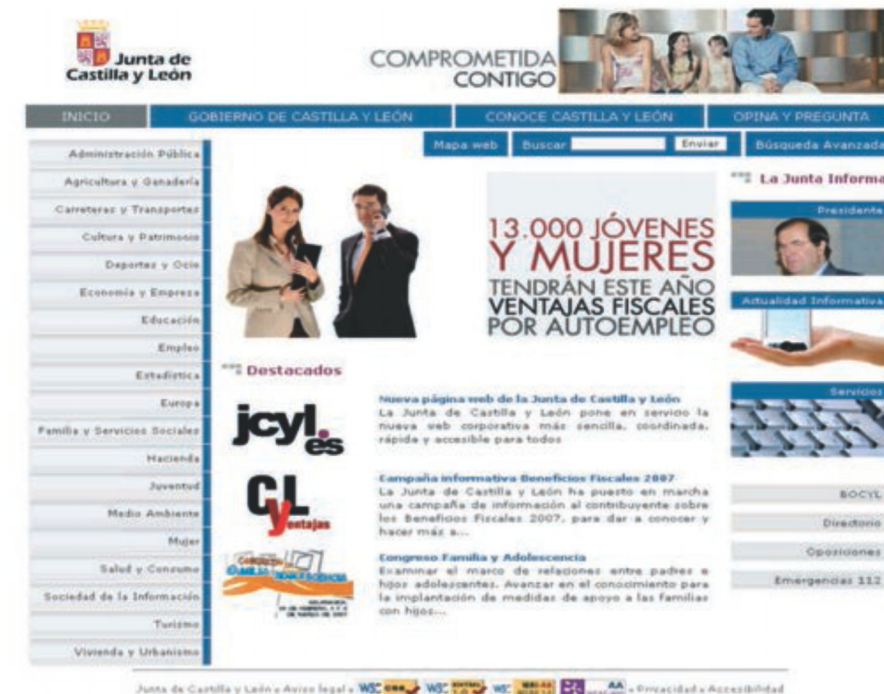 Junta de
Castilla y León
COMPROMETIDA
CONTIGO
INICIO
GOBIERNO DE CASTILLA Y LEÓN
CONOCE CASTILLA Y LEÓN
OPINA Y PREGUNTA
Mapa web
Buscar
Enviar
Búsqueda Avanzada
Administración Pública
Agricultura y Ganadería
Carreteras y Transportes
Cultura y Patrimonio
Deportes y Ocio
Economía y Empresa
Educación
Empleo
Estadística
Europa
Familia y Servicios Sociales
Hacienda
Juventud
Medio Ambiente
Mujer
Salud y Consumo
Sociedad de la Información
Turismo
Vivienda y Urbanismo
13.000 JÓVENES
Y MUJERES
TENDRÁN ESTE AÑO
VENTAJAS FISCALES
POR AUTOEMPLEO
Destacados
jcyl.es
Nueva página web de la Junta de Castilla y León
La Junta de Castilla y León pone en servicio la
nueva web corporativa más sencilla, coordinada,
rápida y accesible para todos
CL
y
ventajas
Campaña informativa Beneficios Fiscales 2007
La Junta de Castilla y León ha puesto en marcha
una campaña de información al contribuyente sobre
los Beneficios Fiscales 2007, para dar a conocer y
hacer más a...
Congreso Familia y Adolescencia
Examinar el marco de relaciones entre padres e
hijos adolescentes. Avanzar en el conocimiento para
la implantación de medidas de apoyo a las familias
con hijos...
La Junta Informa
Presidente
Actualidad Informativa
Servicios
BOCYL
Directorio
Oposiciones
Emergencias 112
Junta de Castilla y León Aviso legal W3C css W3C W3C AA Privacidad Accesibilidad